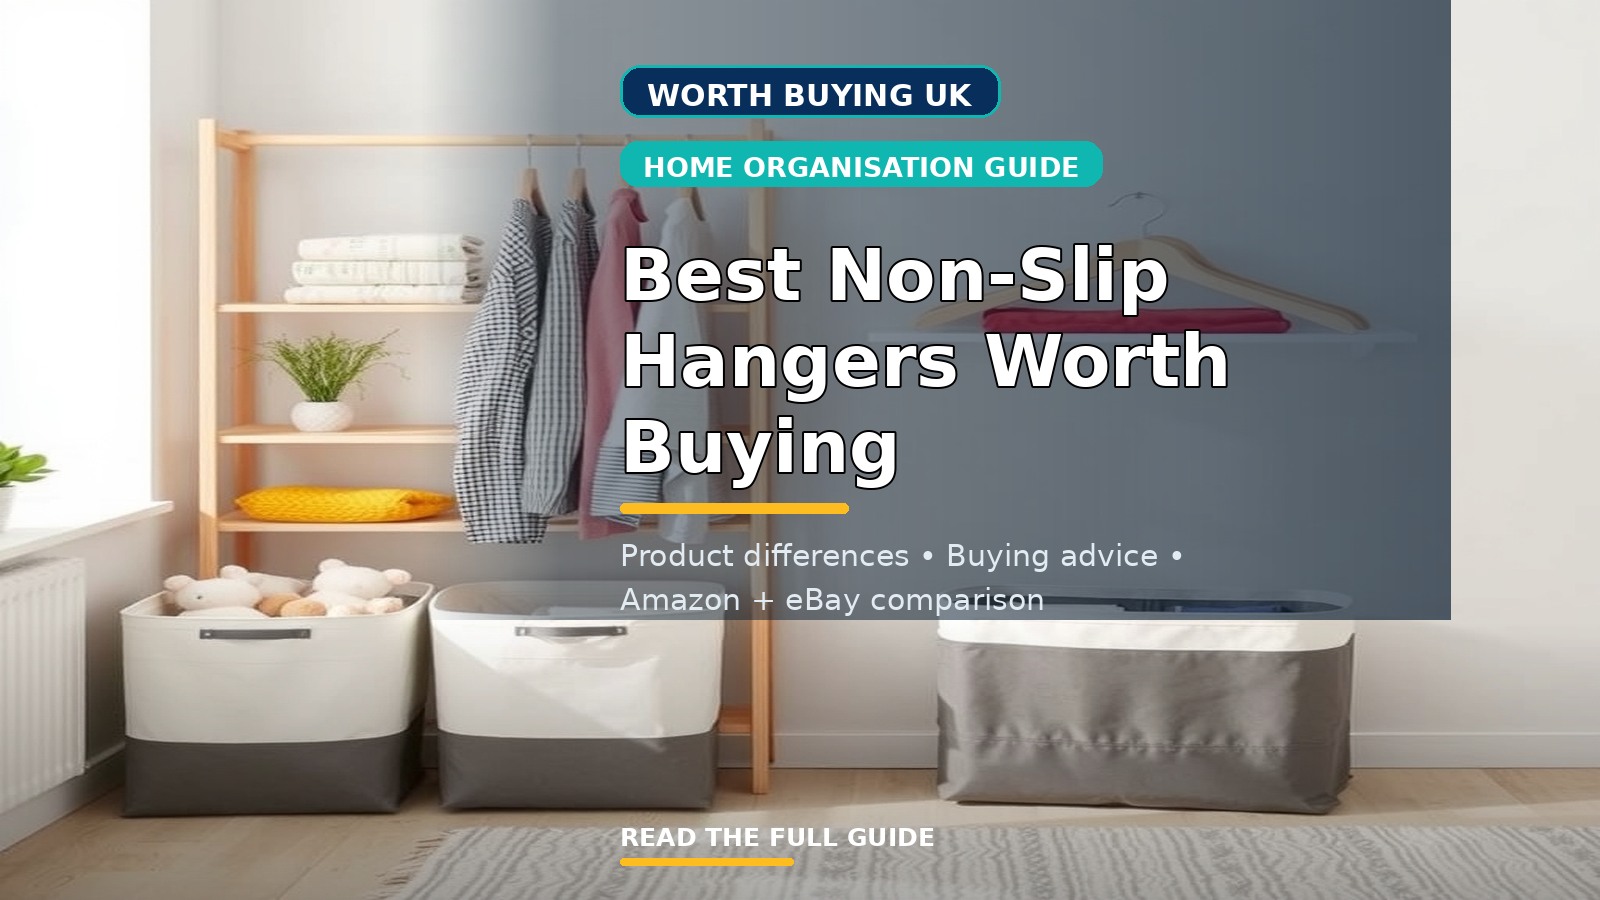 WORTH BUYING UK
HOME ORGANISATION GUIDE
Best Non-Slip
Hangers Worth
Buying
Product differences • Buying advice •
Amazon + eBay comparison
READ THE FULL GUIDE